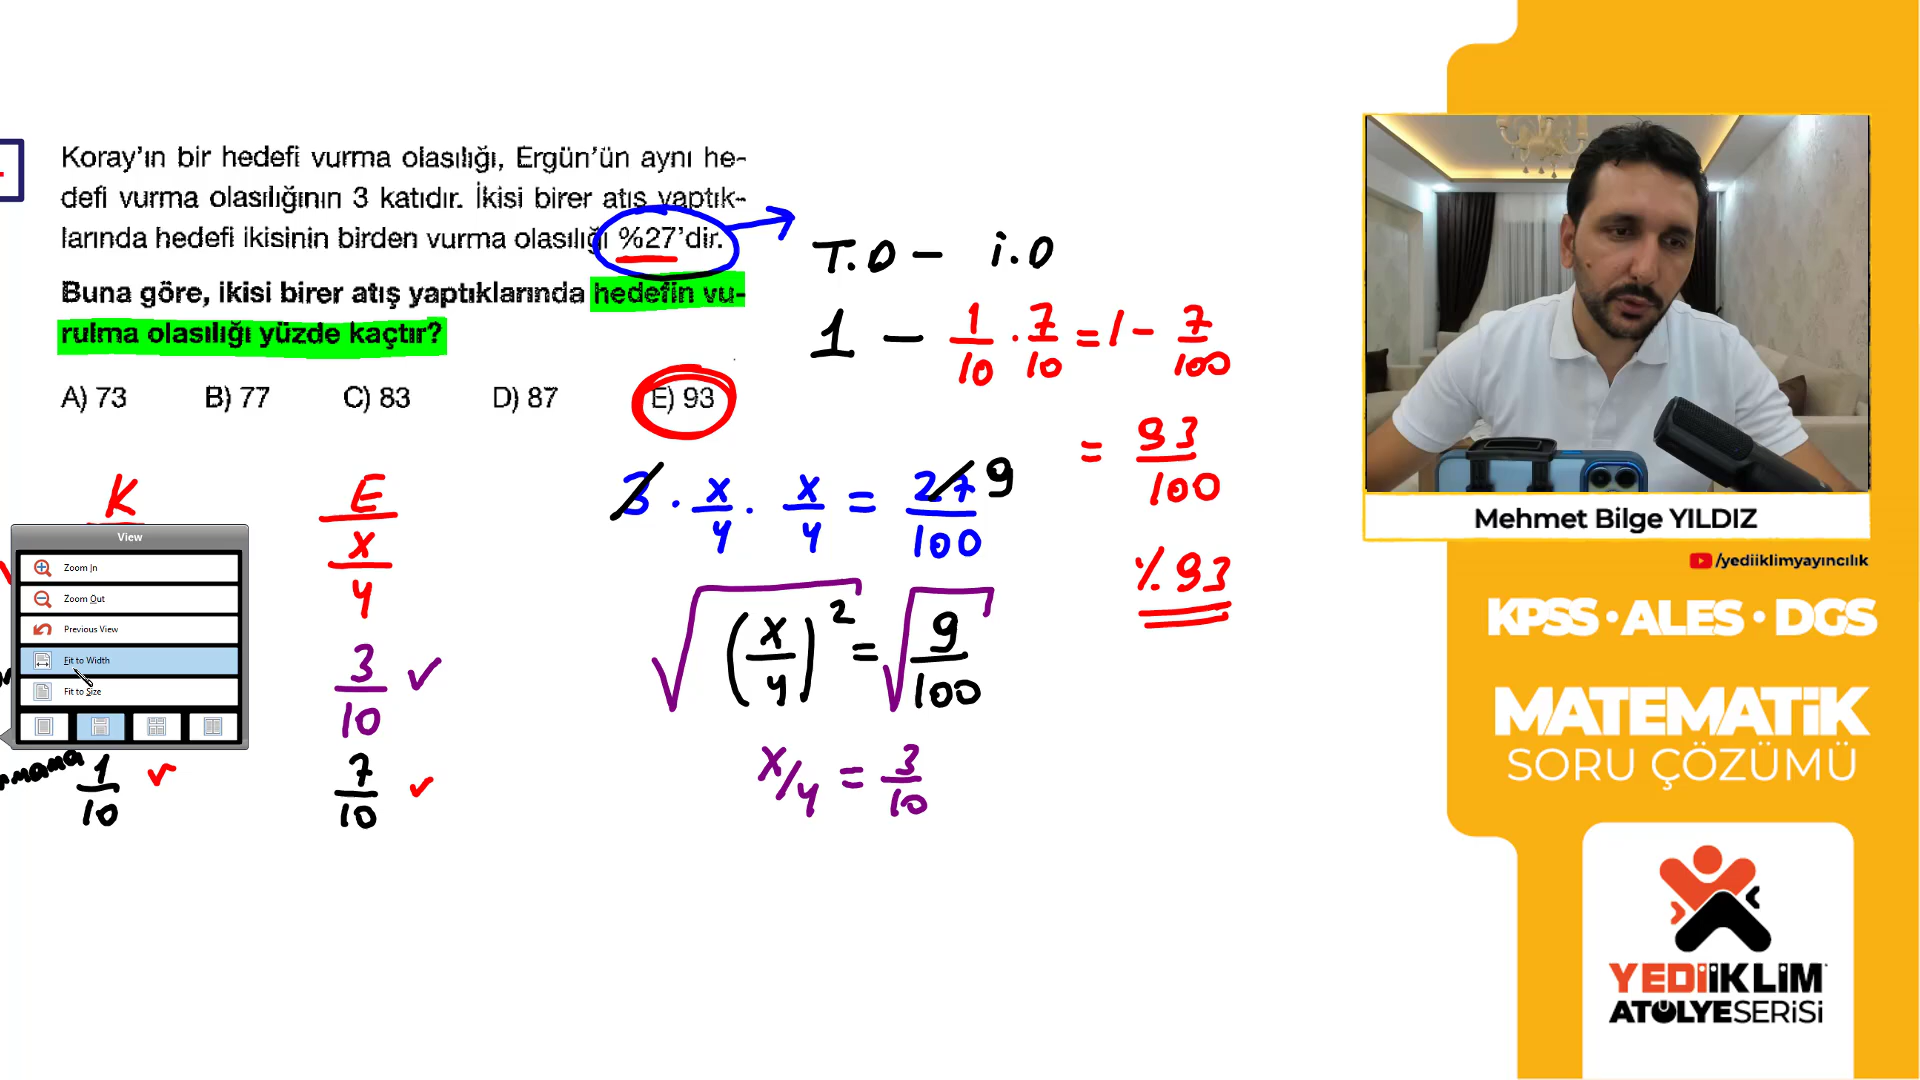 Koray'ın bir hedefi vurma olasılığı, Ergün'ün aynı he-
defi vurma olasılığının 3 katıdır. İkisi birer atış yaptık-
larında hedefi ikisinin birden vurma olasılığı %27'dir.
Buna göre, ikisi birer atış yaptıklarında hedefin vu-
rulma olasılığı yüzde kaçtır?
A) 73 B) 77 C) 83 D) 87 E) 93
T.O – i.O
1 – 1/10 . 7/10 = 1 – 7/100
= 93/100
% 93
K
E
x/4
3/10 ✓
1/10 ✓
7/10 ✓
3 . x/4 . x/4 = 27/100 9
√(x/4)² = √9/100
x/4 = 3/10
View
Zoom In
Zoom Out
Previous View
Fit to Width
Fit to Size
Mehmet Bilge YILDIZ
/yediiklimyayıncılık
KPSS • ALES • DGS
MATEMATİK
SORU ÇÖZÜMÜ
YEDİİKLİM
ATÖLYESERİSİ